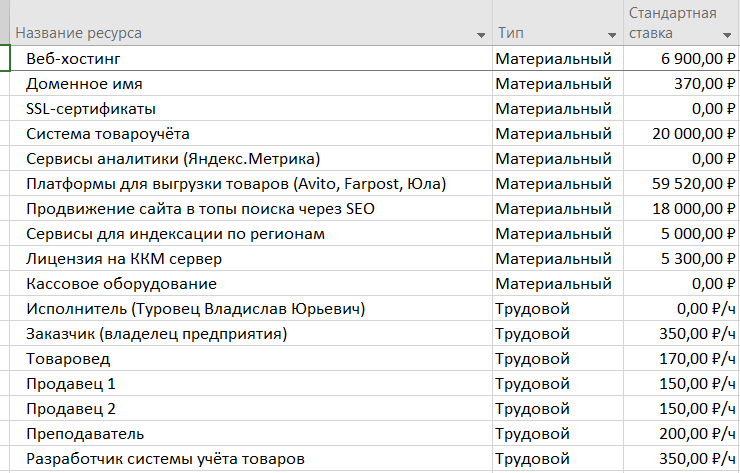 Название ресурса Тип Стандартная ставка
Веб-хостинг Материальный 6 900,00 ₽
Доменное имя Материальный 370,00 ₽
SSL-сертификаты Материальный 0,00 ₽
Система товароучёта Материальный 20 000,00 ₽
Сервисы аналитики (Яндекс.Метрика) Материальный 0,00 ₽
Платформы для выгрузки товаров (Avito, Farpost, Юла) Материальный 59 520,00 ₽
Продвижение сайта в топы поиска через SEO Материальный 18 000,00 ₽
Сервисы для индексации по регионам Материальный 5 000,00 ₽
Лицензия на ККМ сервер Материальный 5 300,00 ₽
Кассовое оборудование Материальный 0,00 ₽
Исполнитель (Туровец Владислав Юрьевич) Трудовой 0,00 ₽/ч
Заказчик (владелец предприятия) Трудовой 350,00 ₽/ч
Товаровед Трудовой 170,00 ₽/ч
Продавец 1 Трудовой 150,00 ₽/ч
Продавец 2 Трудовой 150,00 ₽/ч
Преподаватель Трудовой 200,00 ₽/ч
Разработчик системы учёта товаров Трудовой 350,00 ₽/ч